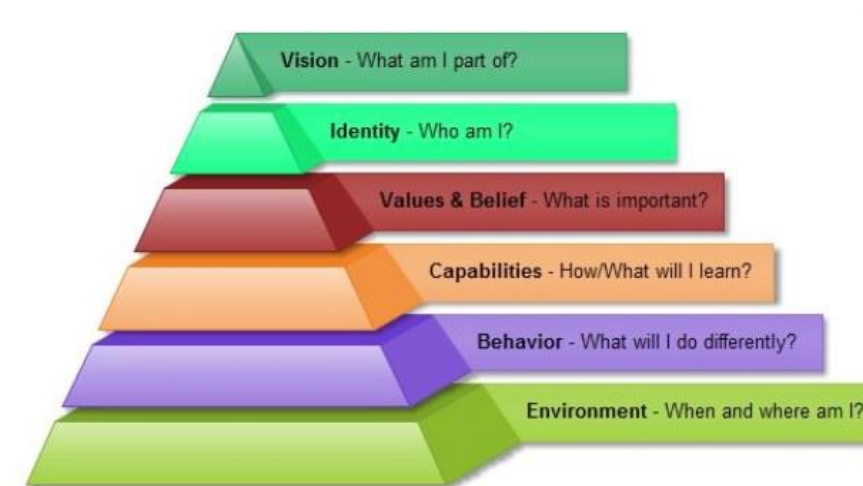 Vision - What am I part of?
Identity - Who am I?
Values & Belief - What is important?
Capabilities - How/What will I learn?
Behavior - What will I do differently?
Environment - When and where am I?